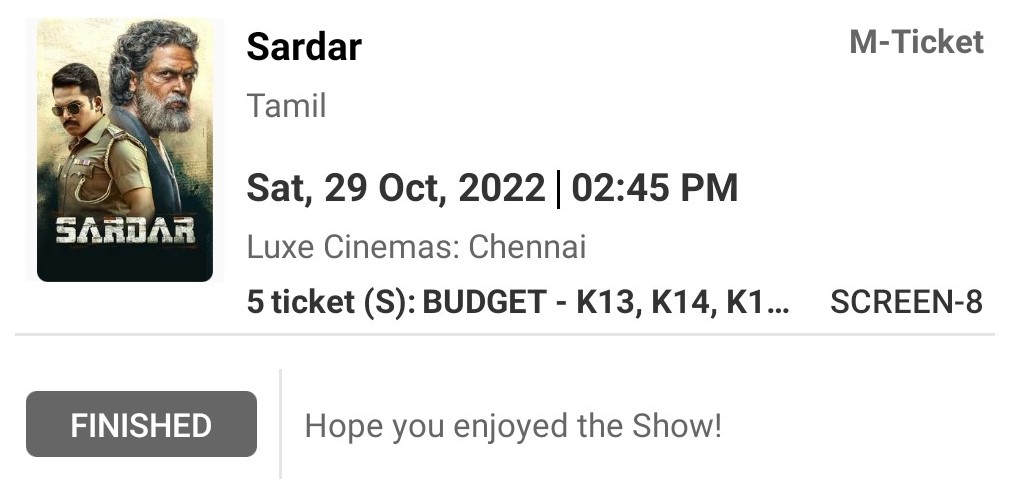 Sardar
M-Ticket
Tamil
Sat, 29 Oct, 2022 | 02:45 PM
Luxe Cinemas: Chennai
5 ticket (S): BUDGET - K13, K14, K1... SCREEN-8
SARDAR
FINISHED
Hope you enjoyed the Show!